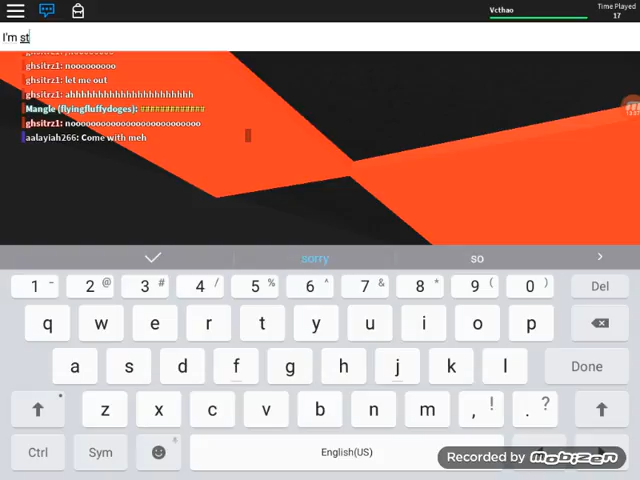 Vcthao
Time Played
17
I'm st
ghsitrz1: nooooooooo
ghsitrz1: let me out
ghsitrz1: ahhhhhhhhhhhhhhhhhhhhhh
Mangle (flyingfluffydoges): #############
ghsitrz1: noooooooooooooooooooooooooo
aalayiah266: Come with meh
sorry so
1 - 2 @ 3 # 4 / 5 % 6 ^ 7 & 8 * 9 ( 0 ) Del
q w e r t y u i o p
a s d f g h j k l Done
z x c v b n m , ! . ?
Ctrl Sym English(US)
Recorded by mobizen